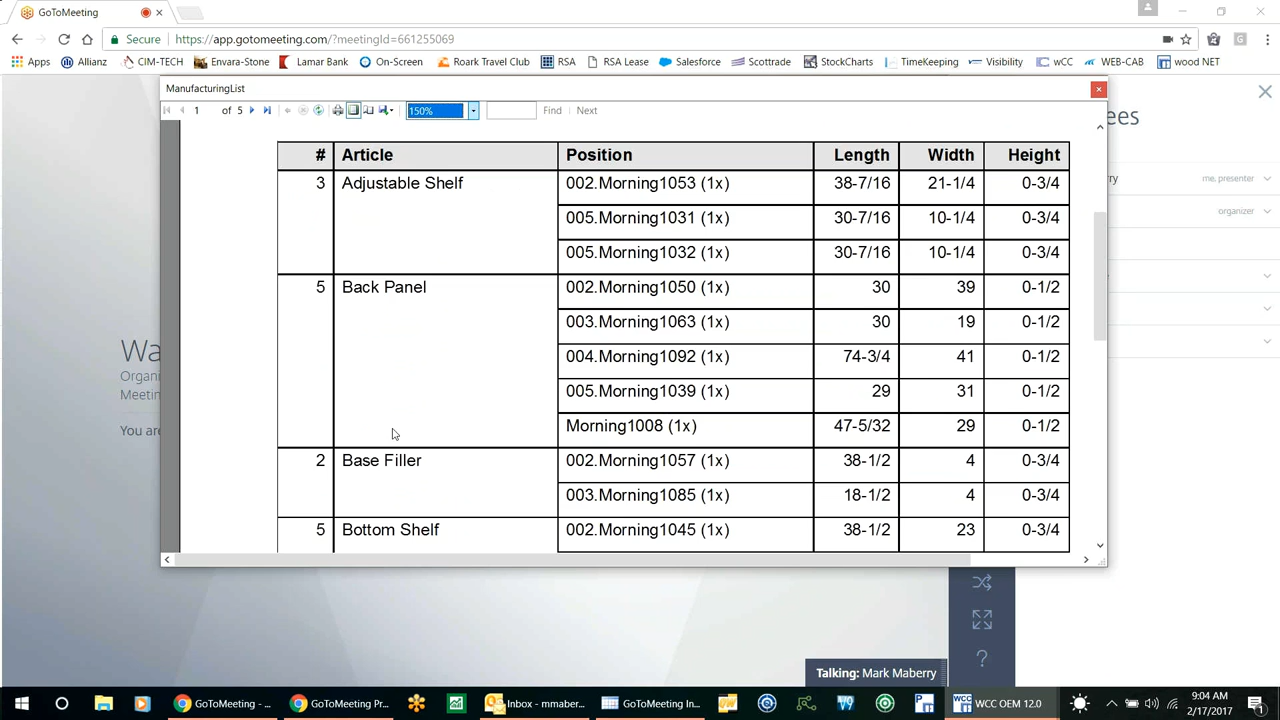 GoToMeeting
Secure https://app.gotomeeting.com/?meetingId=661255069
Apps Allianz CIM-TECH Envara-Stone Lamar Bank On-Screen Roark Travel Club RSA RSA Lease Salesforce Scottrade StockCharts TimeKeeping Visibility wCC WEB-CAB wood NET
ManufacturingList
1 of 5 150% Find Next
ees
# Article Position Length Width Height
3 Adjustable Shelf 002.Morning1053 (1x) 38-7/16 21-1/4 0-3/4
005.Morning1031 (1x) 30-7/16 10-1/4 0-3/4
005.Morning1032 (1x) 30-7/16 10-1/4 0-3/4
5 Back Panel 002.Morning1050 (1x) 30 39 0-1/2
003.Morning1063 (1x) 30 19 0-1/2
004.Morning1092 (1x) 74-3/4 41 0-1/2
005.Morning1039 (1x) 29 31 0-1/2
Morning1008 (1x) 47-5/32 29 0-1/2
2 Base Filler 002.Morning1057 (1x) 38-1/2 4 0-3/4
003.Morning1085 (1x) 18-1/2 4 0-3/4
5 Bottom Shelf 002.Morning1045 (1x) 38-1/2 23 0-3/4
rry me, presenter
organizer
Wa
Organi
Meetin
You are
Talking: Mark Maberry
GoToMeeting - ... GoToMeeting Pr... Inbox - mmaber... GoToMeeting In... WCC OEM 12.0
9:04 AM
2/17/2017